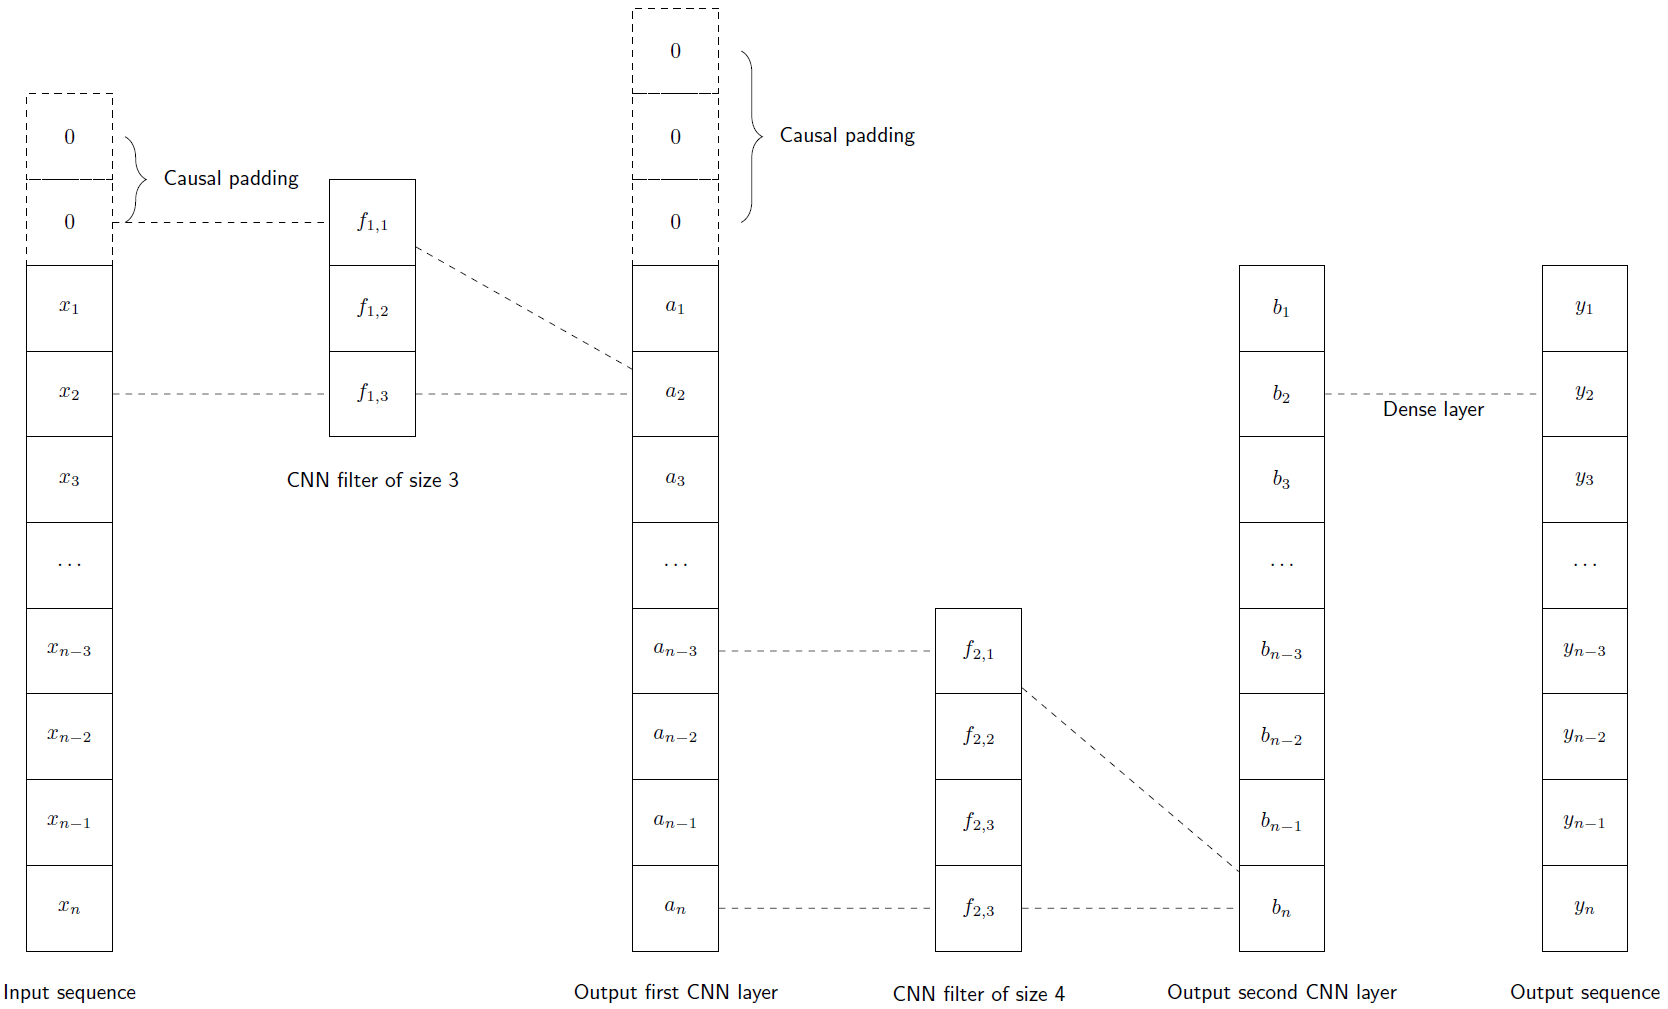 0
0
Causal padding
x_1
x_2
x_3
...
x_{n-3}
x_{n-2}
x_{n-1}
x_n
Input sequence
f_{1,1}
f_{1,2}
f_{1,3}
CNN filter of size 3
0
0
0
Causal padding
a_1
a_2
a_3
...
a_{n-3}
a_{n-2}
a_{n-1}
a_n
Output first CNN layer
f_{2,1}
f_{2,2}
f_{2,3}
f_{2,3}
CNN filter of size 4
b_1
b_2
b_3
...
b_{n-3}
b_{n-2}
b_{n-1}
b_n
Output second CNN layer
Dense layer
y_1
y_2
y_3
...
y_{n-3}
y_{n-2}
y_{n-1}
y_n
Output sequence